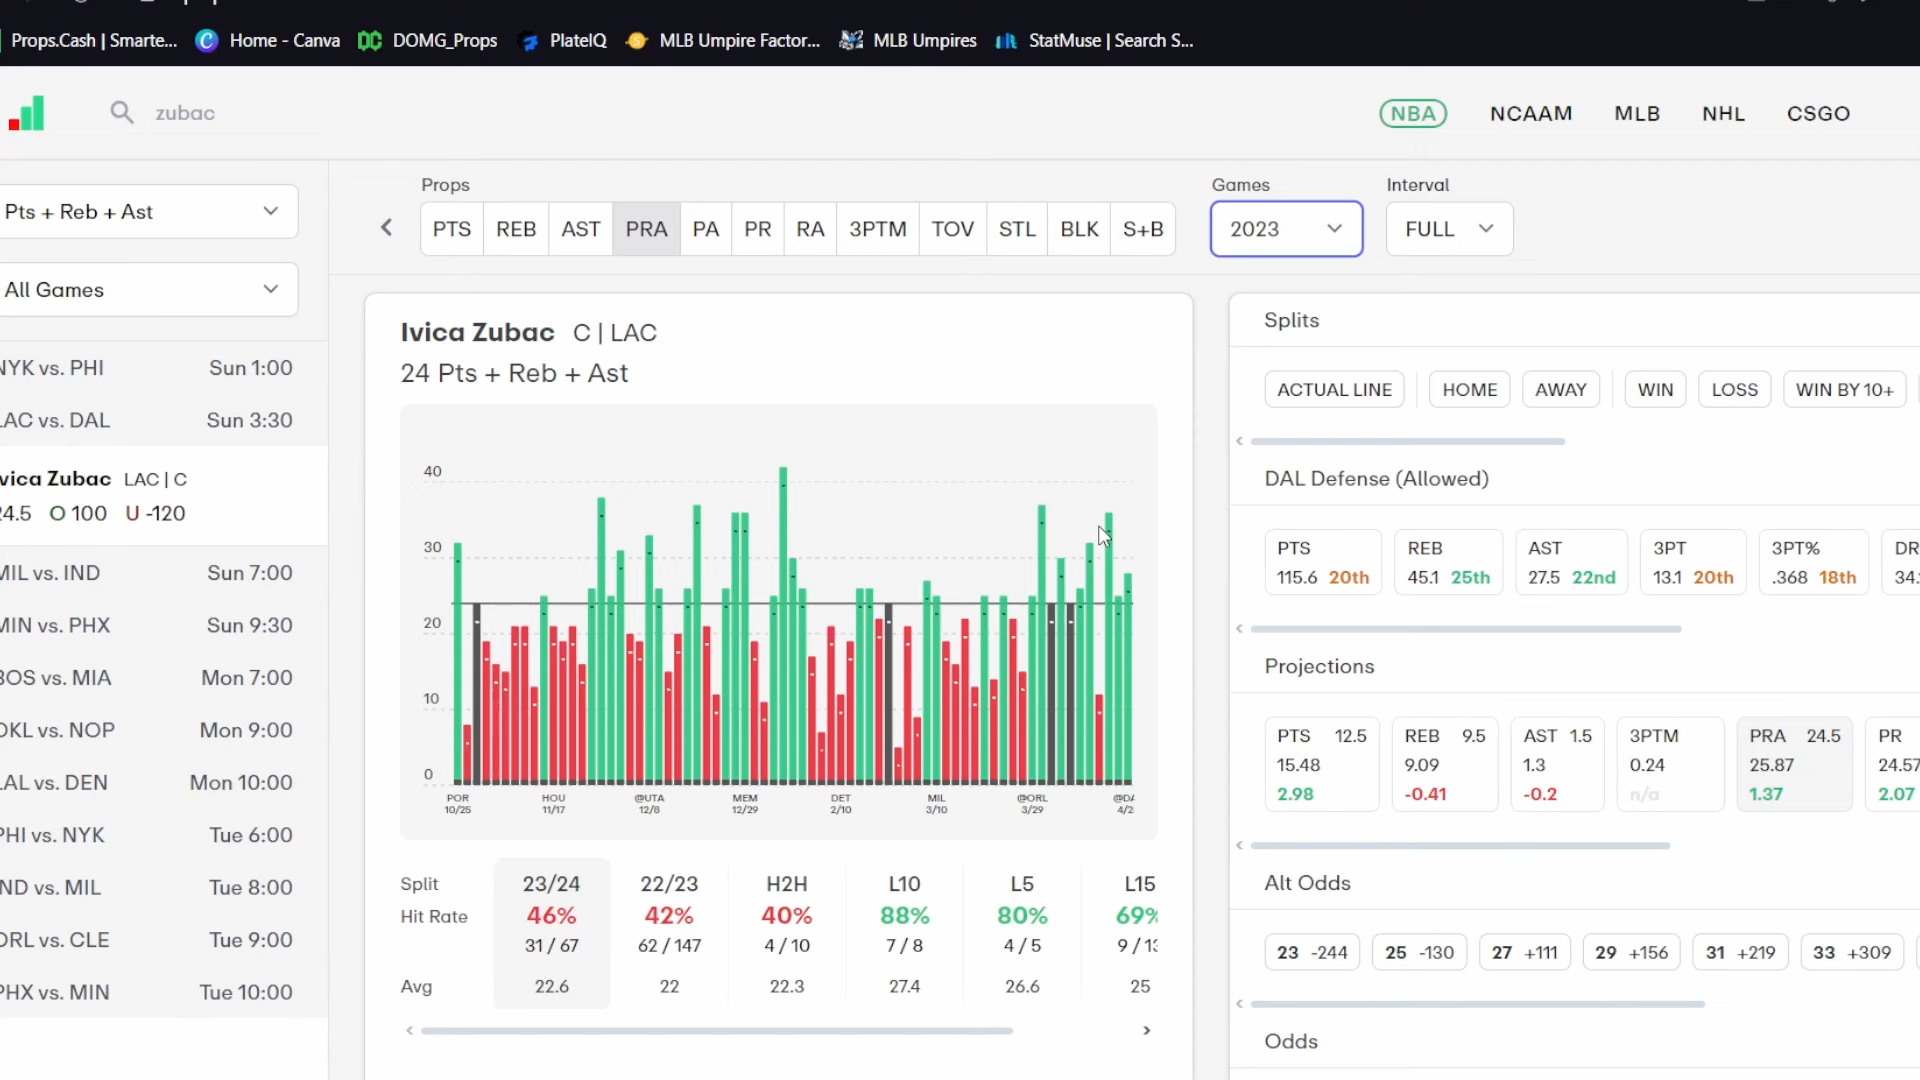 Props.Cash | Smarte...
Home - Canva
DOMG_Props
PlateIQ
MLB Umpire Factor...
MLB Umpires
StatMuse | Search S...
zubac
NBA
NCAAM
MLB
NHL
CSGO
Pts + Reb + Ast
All Games
NYK vs. PHI Sun 1:00
LAC vs. DAL Sun 3:30
Ivica Zubac LAC | C
24.5 O 100 U -120
MIL vs. IND Sun 7:00
MIN vs. PHX Sun 9:30
BOS vs. MIA Mon 7:00
OKL vs. NOP Mon 9:00
LAL vs. DEN Mon 10:00
PHI vs. NYK Tue 6:00
IND vs. MIL Tue 8:00
ORL vs. CLE Tue 9:00
PHX vs. MIN Tue 10:00
Props
PTS REB AST PRA PA PR RA 3PTM TOV STL BLK S+B
Games
2023
Interval
FULL
Ivica Zubac C | LAC
24 Pts + Reb + Ast
40
30
20
10
0
POR HOU @UTA MEM DET MIL @ORL @DA
10/25 11/17 12/8 12/29 2/10 3/10 3/29 4/2
Split 23/24 22/23 H2H L10 L5 L15
Hit Rate 46% 42% 40% 88% 80% 69%
31 / 67 62 / 147 4 / 10 7 / 8 4 / 5 9 / 13
Avg 22.6 22 22.3 27.4 26.6 25
Splits
ACTUAL LINE HOME AWAY WIN LOSS WIN BY 10+
DAL Defense (Allowed)
PTS REB AST 3PT 3PT% DR
115.6 20th 45.1 25th 27.5 22nd 13.1 20th .368 18th 34.
Projections
PTS 12.5 REB 9.5 AST 1.5 3PTM PRA 24.5 PR
15.48 9.09 1.3 0.24 25.87 24.57
2.98 -0.41 -0.2 n/a 1.37 2.07
Alt Odds
23 -244 25 -130 27 +111 29 +156 31 +219 33 +309
Odds